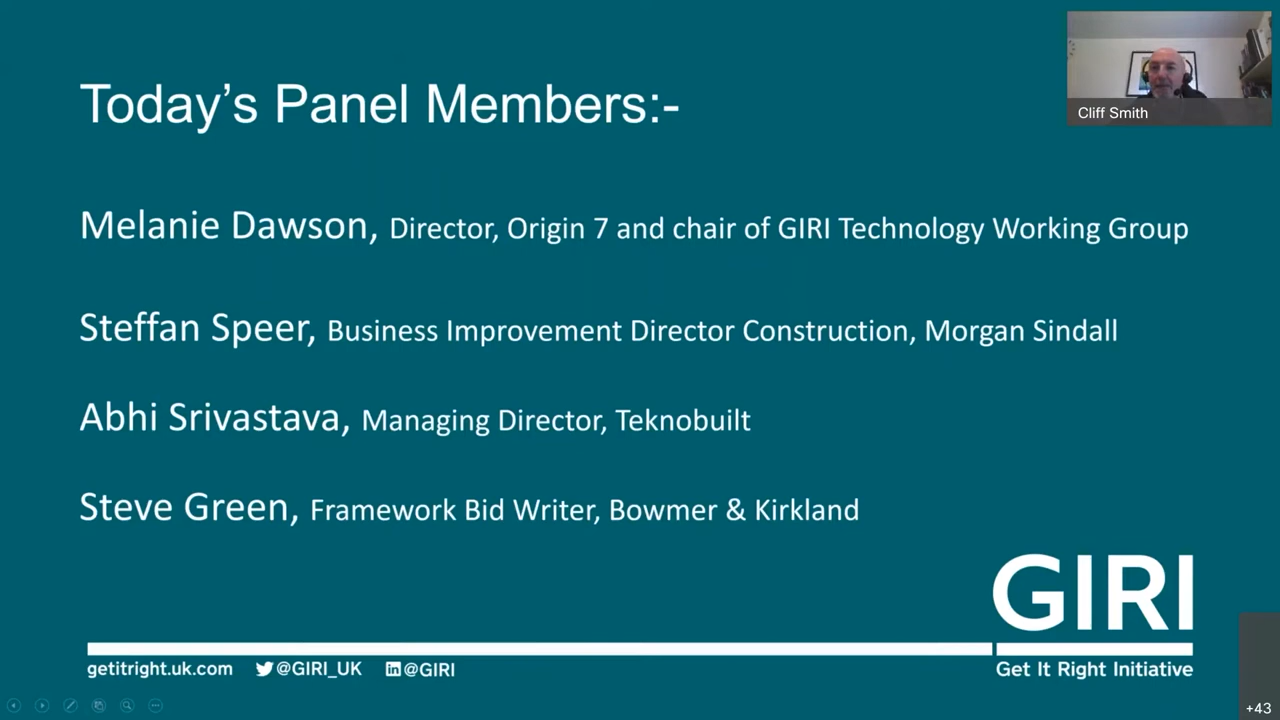 Today's Panel Members:-
Cliff Smith
Melanie Dawson, Director, Origin 7 and chair of GIRI Technology Working Group
Steffan Speer, Business Improvement Director Construction, Morgan Sindall
Abhi Srivastava, Managing Director, Teknobuilt
Steve Green, Framework Bid Writer, Bowmer & Kirkland
GIRI
getitright.uk.com @GIRI_UK in @GIRI Get It Right Initiative
+43